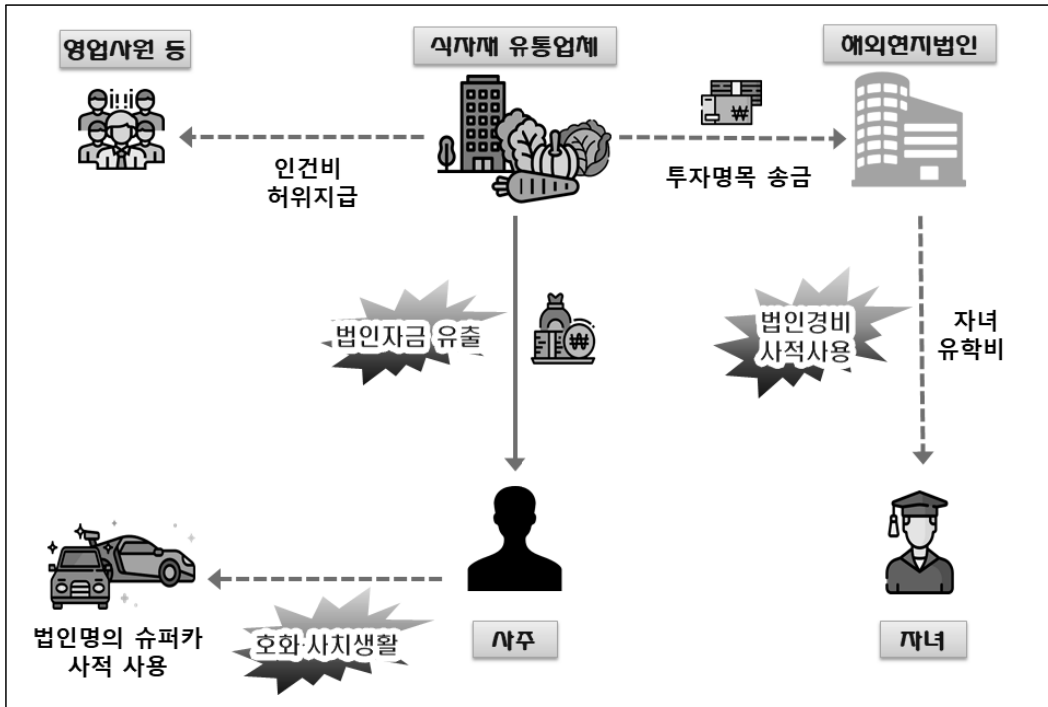 영업사원 등
식자재 유통업체
해외현지법인
인건비
허위지급
투자명목 송금
법인자금 유출
법인경비
사적사용
자녀
유학비
법인명의 슈퍼카
사적 사용
호화·사치생활
사주
자녀